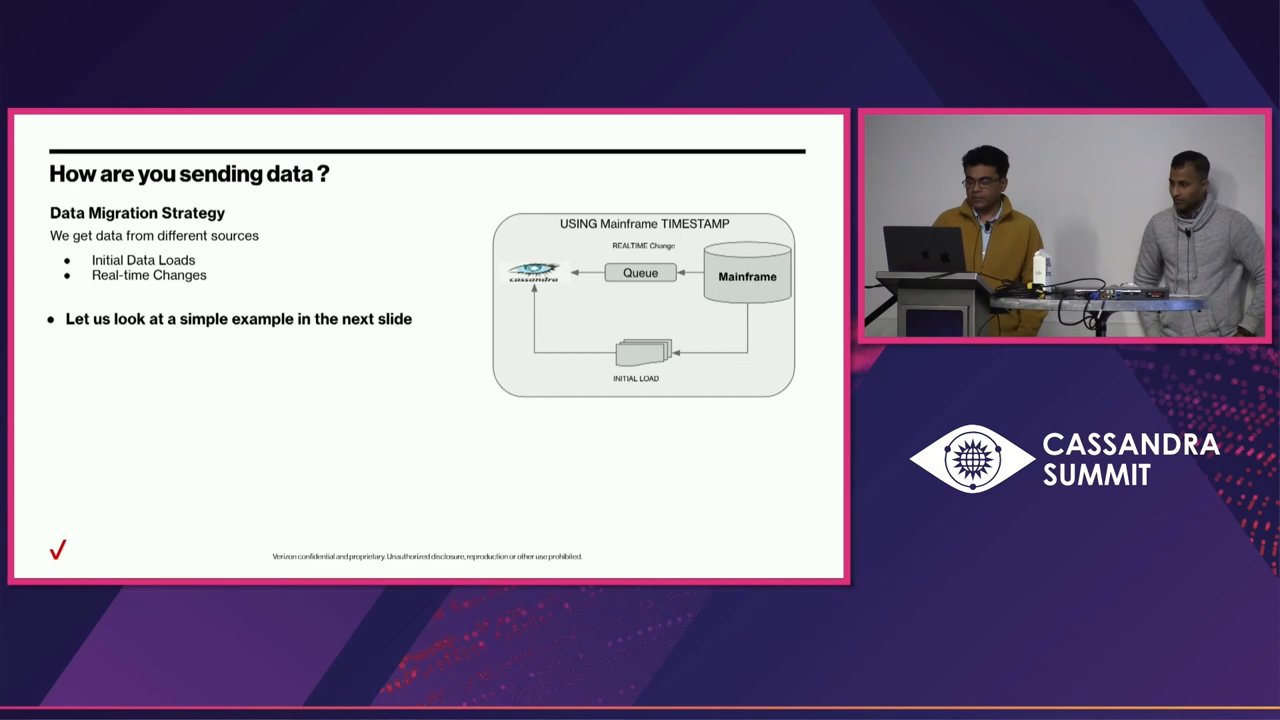 How are you sending data ?
Data Migration Strategy
We get data from different sources
● Initial Data Loads
● Real-time Changes
● Let us look at a simple example in the next slide
USING Mainframe TIMESTAMP
REALTIME Change
cassandra
Queue
Mainframe
INITIAL LOAD
Verizon confidential and proprietary. Unauthorized disclosure, reproduction or other use prohibited.
CASSANDRA
SUMMIT